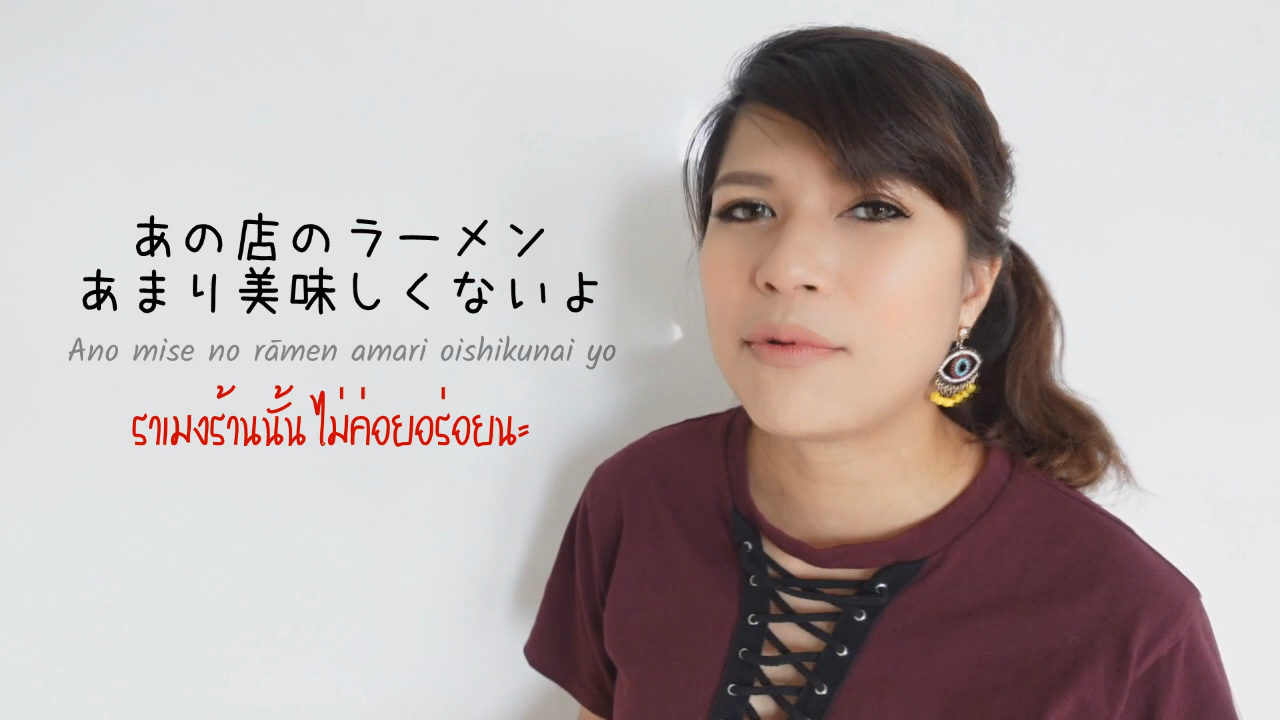 あの店のラーメン
あまり美味しくないよ
Ano mise no rāmen amari oishikunai yo
ราเมงร้านนั้น ไม่ค่อยอร่อยนะ